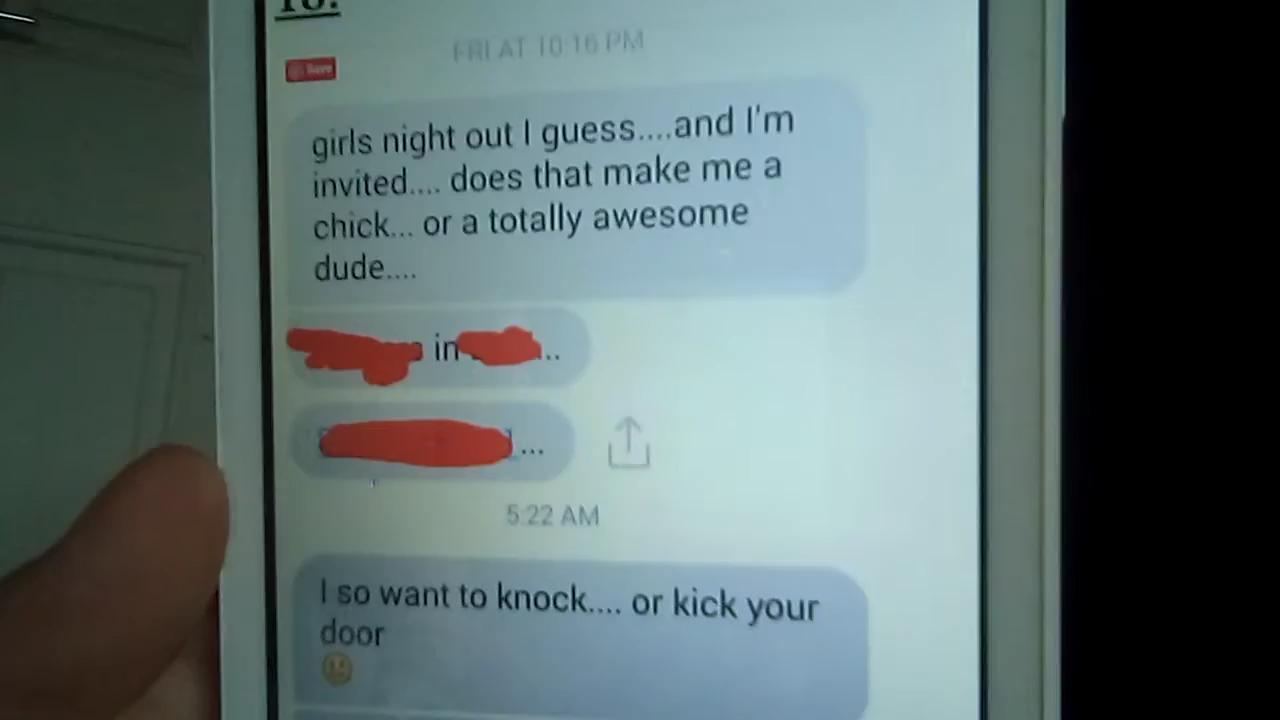 FRI AT 10:16 PM
Save
girls night out I guess....and I'm
invited.... does that make me a
chick... or a totally awesome
dude....
in ..
...
5:22 AM
I so want to knock.... or kick your
door